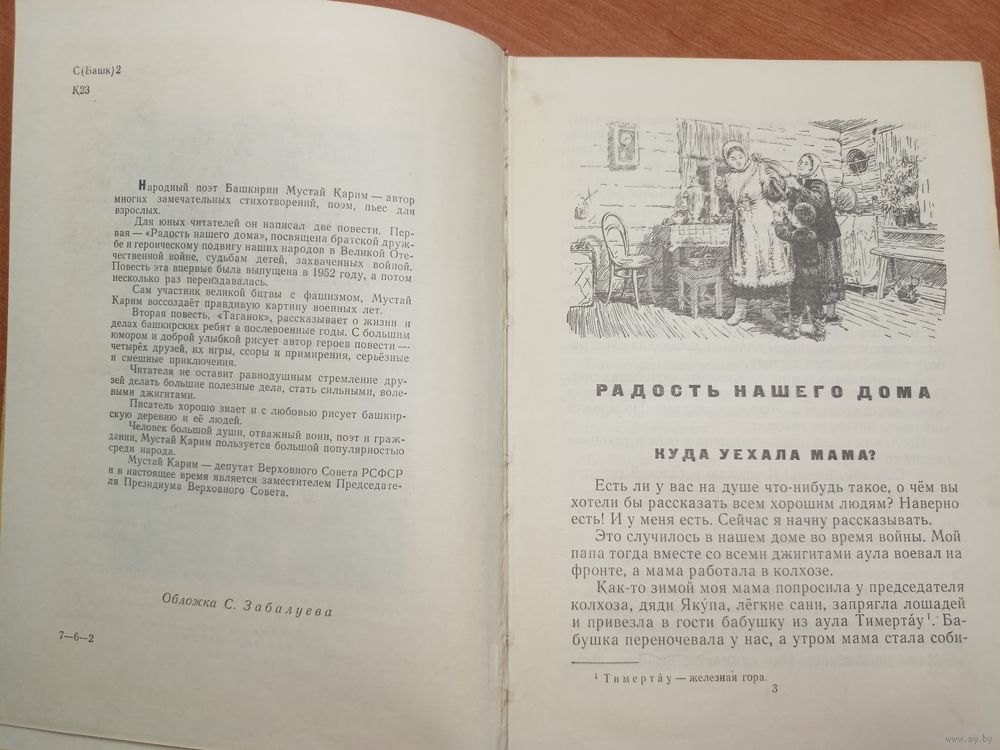 С(Башк)2
К23
Народный поэт Башкирии Мустай Карим — автор
многих замечательных стихотворений, поэм, пьес для
взрослых.
Для юных читателей он написал две повести. Пер-
вая — «Радость нашего дома», посвящена братской друж-
бе и героическому подвигу наших народов в Великой Оте-
чественной войне, судьбам детей, захваченных войной.
Повесть эта впервые была выпущена в 1952 году, а потом
несколько раз переиздавалась.
Сам участник великой битвы с фашизмом, Мустай
Карим воссоздаёт правдивую картину военных лет.
Вторая повесть, «Таганок», рассказывает о жизни и
делах башкирских ребят в послевоенные годы. С большим
юмором и доброй улыбкой рисует автор героев повести —
четырёх друзей, их игры, ссоры и примирения, серьёзные
и смешные приключения.
Читателя не оставит равнодушным стремление дру-
зей делать большие полезные дела, стать сильными, воле-
выми джигитами.
Писатель хорошо знает и с любовью рисует башкир-
скую деревню и её людей.
Человек большой души, отважный воин, поэт и граж-
данин, Мустай Карим пользуется большой популярностью
среди народа.
Мустай Карим — депутат Верховного Совета РСФСР
и в настоящее время является заместителем Председате-
ля Президиума Верховного Совета.
Обложка С. Забалуева
7—6—2
РАДОСТЬ НАШЕГО ДОМА
КУДА УЕХАЛА МАМА?
Есть ли у вас на душе что-нибудь такое, о чём вы
хотели бы рассказать всем хорошим людям? Наверно
есть! И у меня есть. Сейчас я начну рассказывать.
Это случилось в нашем доме во время войны. Мой
папа тогда вместе со всеми джигитами аула воевал на
фронте, а мама работала в колхозе.
Как-то зимой моя мама попросила у председателя
колхоза, дяди Яку́па, лёгкие сани, запрягла лошадей
и привезла в гости бабушку из аула Тимерта́у¹. Ба-
бушка переночевала у нас, а утром мама стала соби-
¹ Тимерта́у — железная гора.
3
www.ay.by